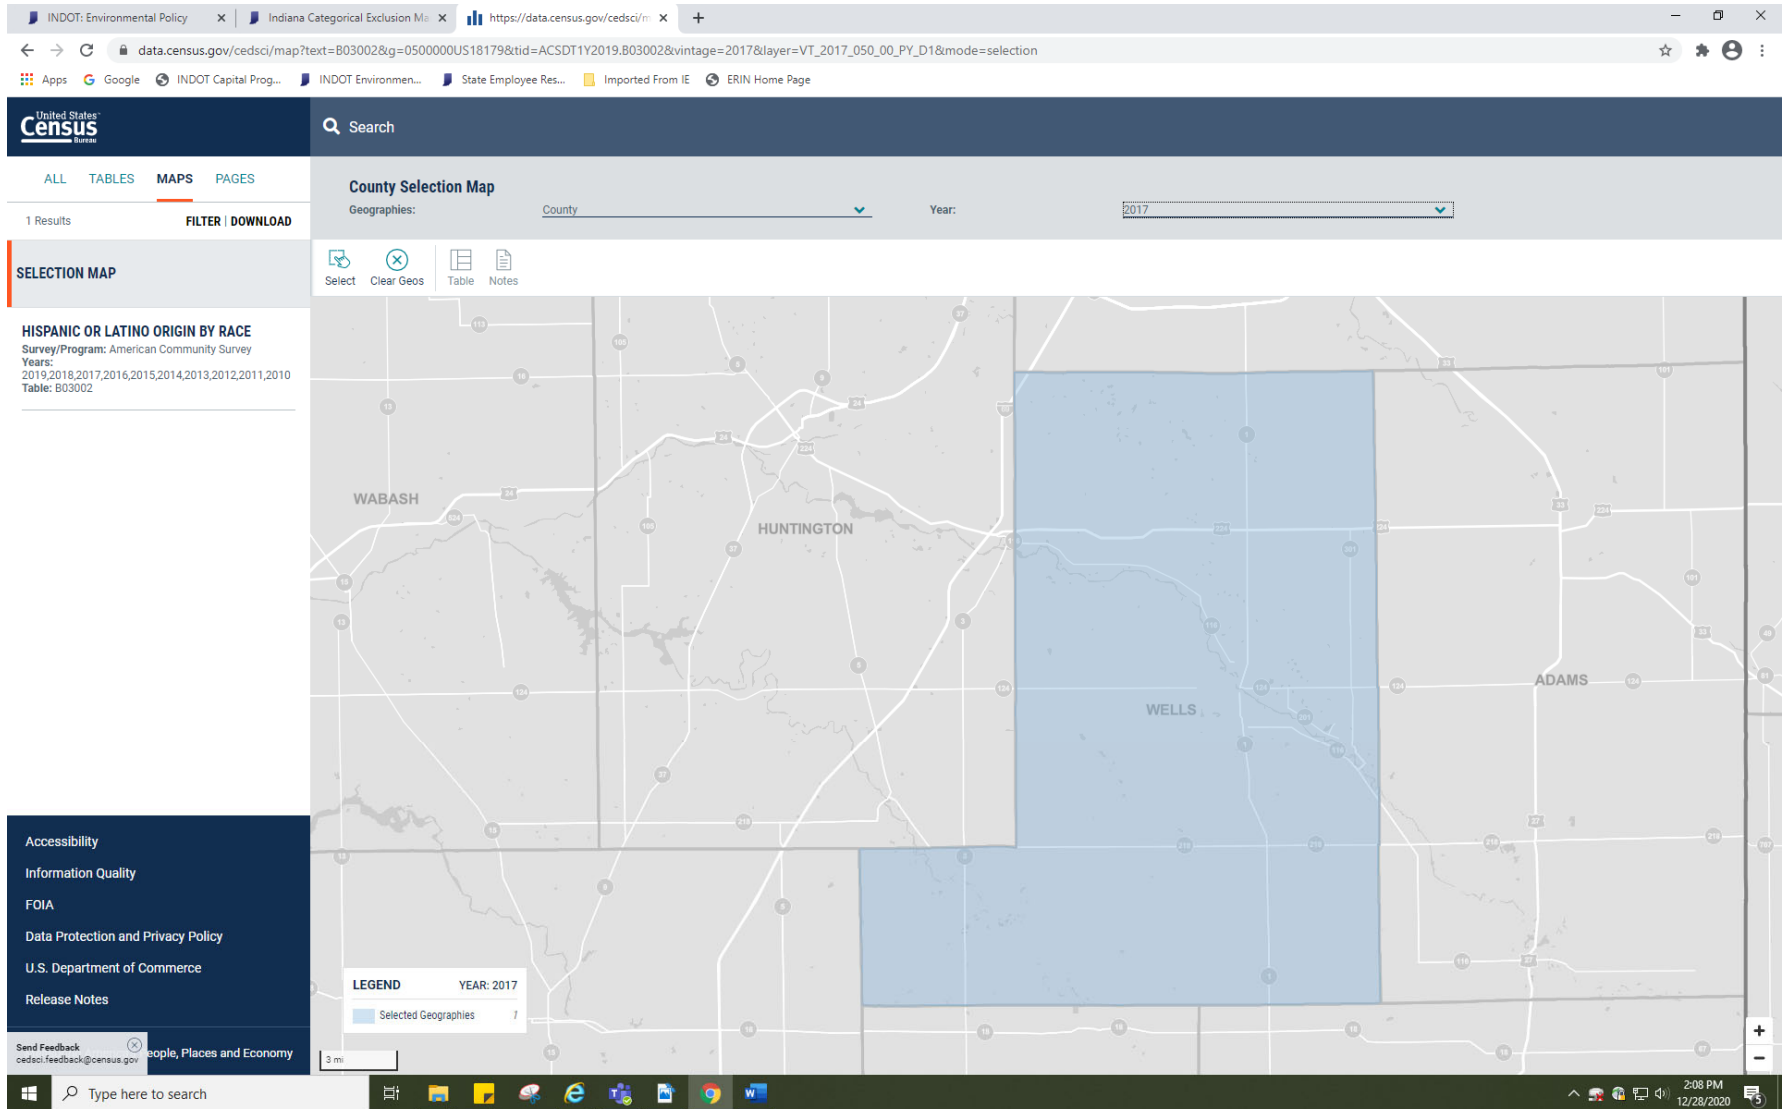 INDOT: Environmental Policy
Indiana Categorical Exclusion Ma
https://data.census.gov/cedsci/m
data.census.gov/cedsci/map?text=B03002&g=0500000US18179&tid=ACSDT1Y2019.B03002&vintage=2017&layer=VT_2017_050_00_PY_D1&mode=selection
Apps
Google
INDOT Capital Prog...
INDOT Environmen...
State Employee Res...
Imported From IE
ERIN Home Page
United States
Census
Bureau
Search
ALL TABLES MAPS PAGES
1 Results
FILTER | DOWNLOAD
SELECTION MAP
HISPANIC OR LATINO ORIGIN BY RACE
Survey/Program: American Community Survey
Years:
2019,2018,2017,2016,2015,2014,2013,2012,2011,2010
Table: B03002
County Selection Map
Geographies: County
Year: 2017
Select
Clear Geos
Table
Notes
WABASH
HUNTINGTON
WELLS
ADAMS
LEGEND YEAR: 2017
Selected Geographies 1
3 mi
Accessibility
Information Quality
FOIA
Data Protection and Privacy Policy
U.S. Department of Commerce
Release Notes
Send Feedback
cedsci.feedback@census.gov
eople, Places and Economy
Type here to search
2:08 PM
12/28/2020
5